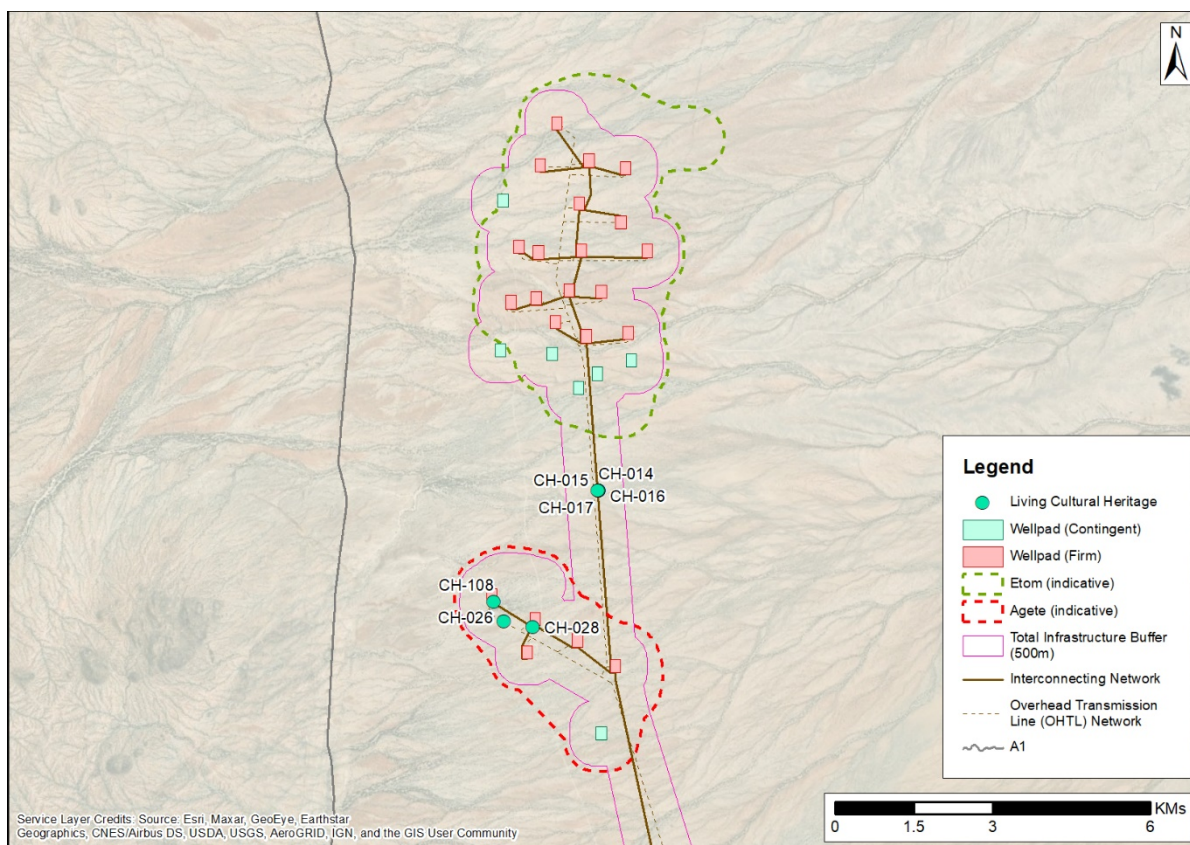 N
CH-014
CH-015
CH-016
CH-017
CH-108
CH-026
CH-028
Legend
Living Cultural Heritage
Wellpad (Contingent)
Wellpad (Firm)
Etom (indicative)
Agete (indicative)
Total Infrastructure Buffer
(500m)
Interconnecting Network
Overhead Transmission
Line (OHTL) Network
A1
KMs
0 1.5 3 6
Service Layer Credits: Source: Esri, Maxar, GeoEye, Earthstar
Geographics, CNES/Airbus DS, USDA, USGS, AeroGRID, IGN, and the GIS User Community